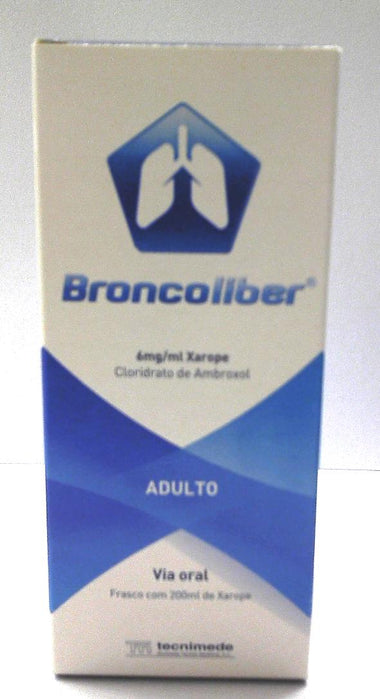 Broncoliber®
6mg/ml Xarope
Cloridrato de Ambroxol
ADULTO
Via oral
Frasco com 200ml de Xarope
tecnimede